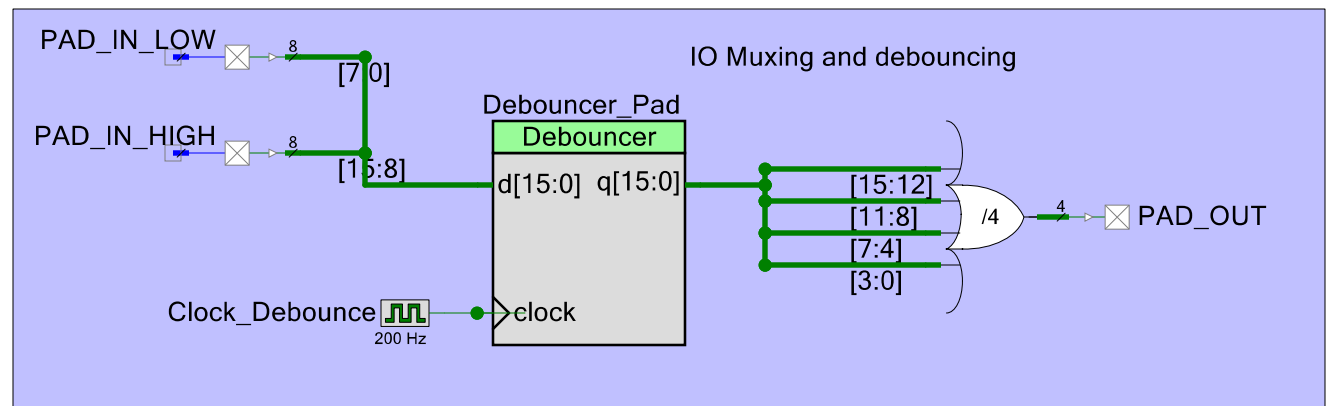 PAD_IN_LOW
8
[7:0]
IO Muxing and debouncing
PAD_IN_HIGH
8
[15:8]
Debouncer_Pad
Debouncer
d[15:0]
q[15:0]
[15:12]
[11:8]
[7:4]
[3:0]
/4
4
PAD_OUT
Clock_Debounce
200 Hz
clock